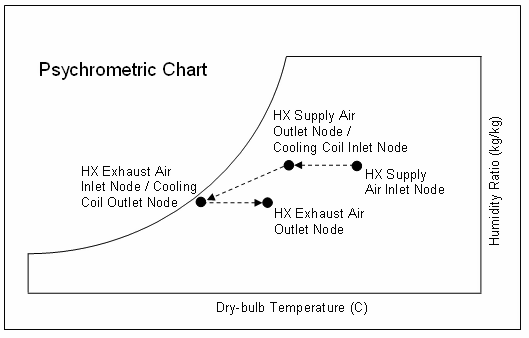 Psychrometric Chart
HX Supply Air
Outlet Node /
Cooling Coil Inlet Node
HX Exhaust Air
Inlet Node / Cooling
Coil Outlet Node
HX Supply
Air Inlet Node
HX Exhaust Air
Outlet Node
Humidity Ratio (kg/kg)
Dry-bulb Temperature (C)